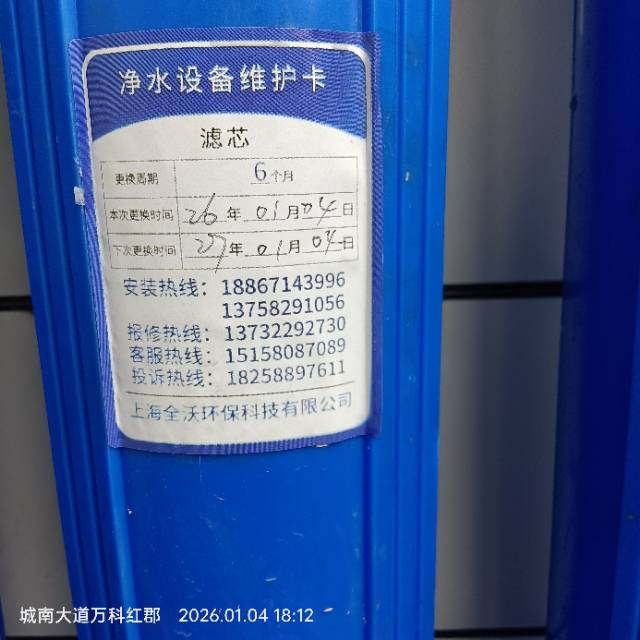 净水设备维护卡
滤芯
更换周期 6个月
本次更换时间 26年01月04日
下次更换时间 27年01月04日
安装热线：18867143996
13758291056
报修热线：13732292730
客服热线：15158087089
投诉热线：18258897611
上海全沃环保科技有限公司
城南大道万科红郡 2026.01.04 18:12